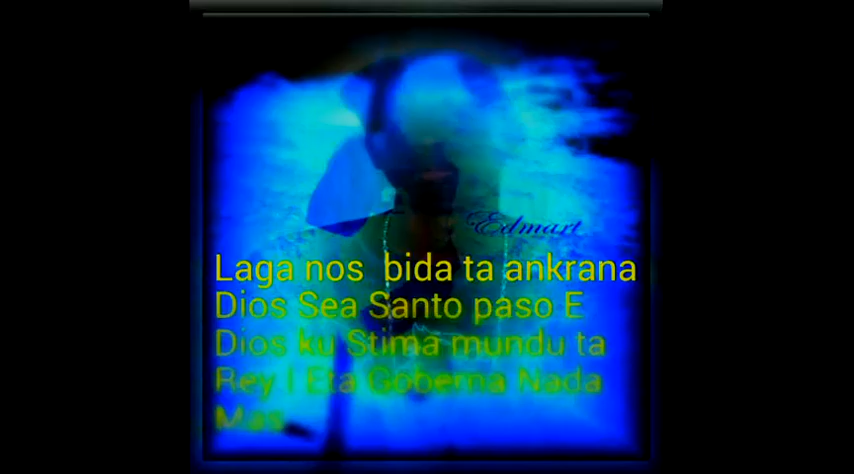 Edmart
Laga nos bida ta ankrana
Dios Sea Santo paso E
Dios ku Stima mundu ta
Rey I Eta Goberna Nada
Mas